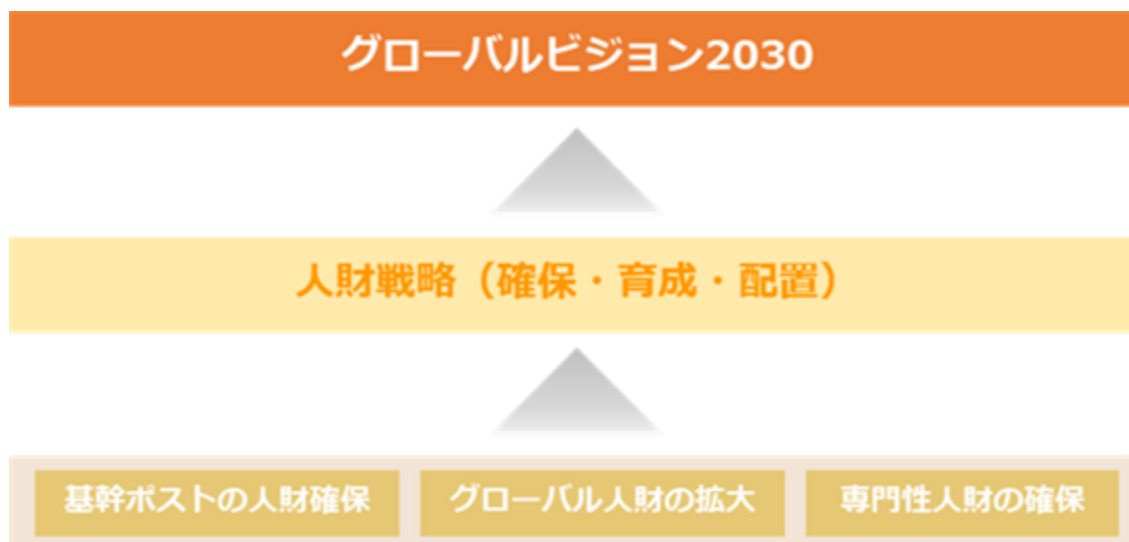 グローバルビジョン2030
人財戦略（確保・育成・配置）
基幹ポストの人財確保
グローバル人財の拡大
専門性人財の確保